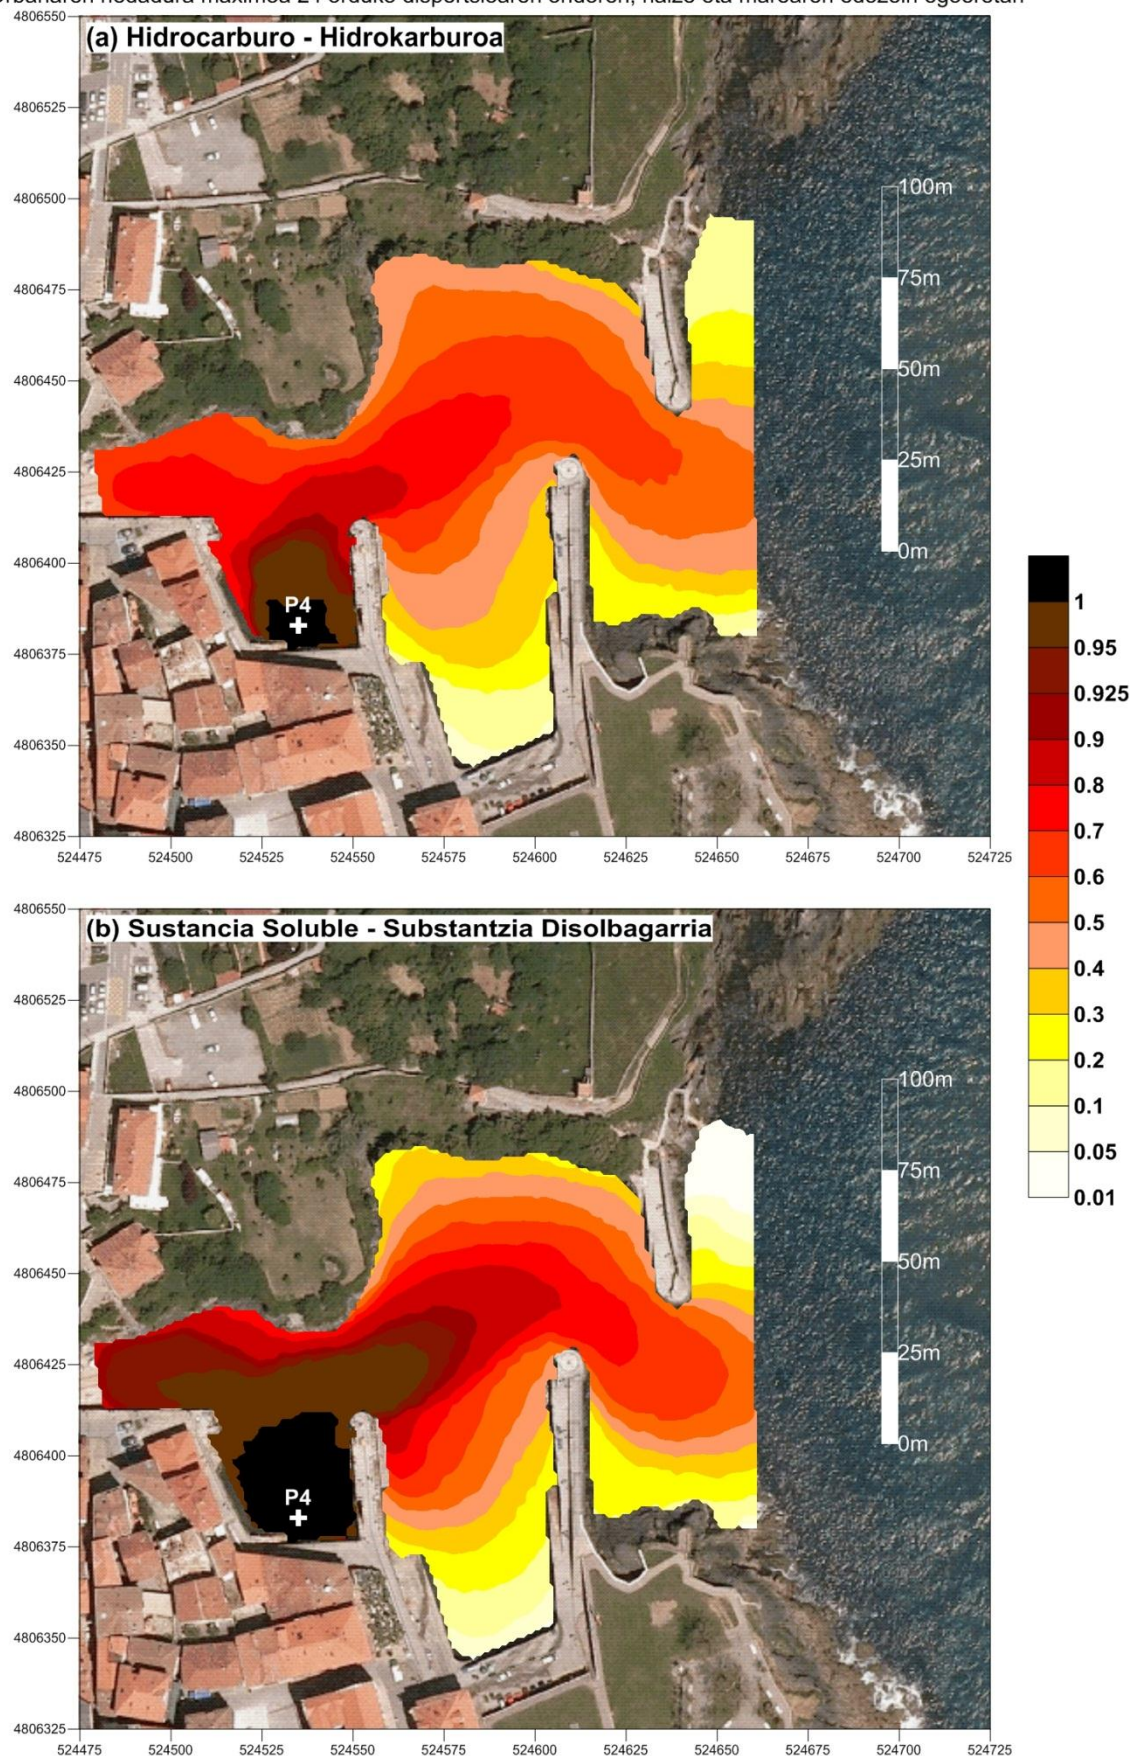 (a) Hidrocarburo - Hidrokarburoa
4806550
4806525
4806500
4806475
4806450
4806425
4806400
4806375
4806350
4806325
524475 524500 524525 524550 524575 524600 524625 524650 524675 524700 524725
100m
75m
50m
25m
0m
P4
1
0.95
0.925
0.9
0.8
0.7
0.6
0.5
0.4
0.3
0.2
0.1
0.05
0.01
(b) Sustancia Soluble - Substantzia Disolbagarria
4806550
4806525
4806500
4806475
4806450
4806425
4806400
4806375
4806350
4806325
524475 524500 524525 524550 524575 524600 524625 524650 524675 524700 524725
100m
75m
50m
25m
0m
P4